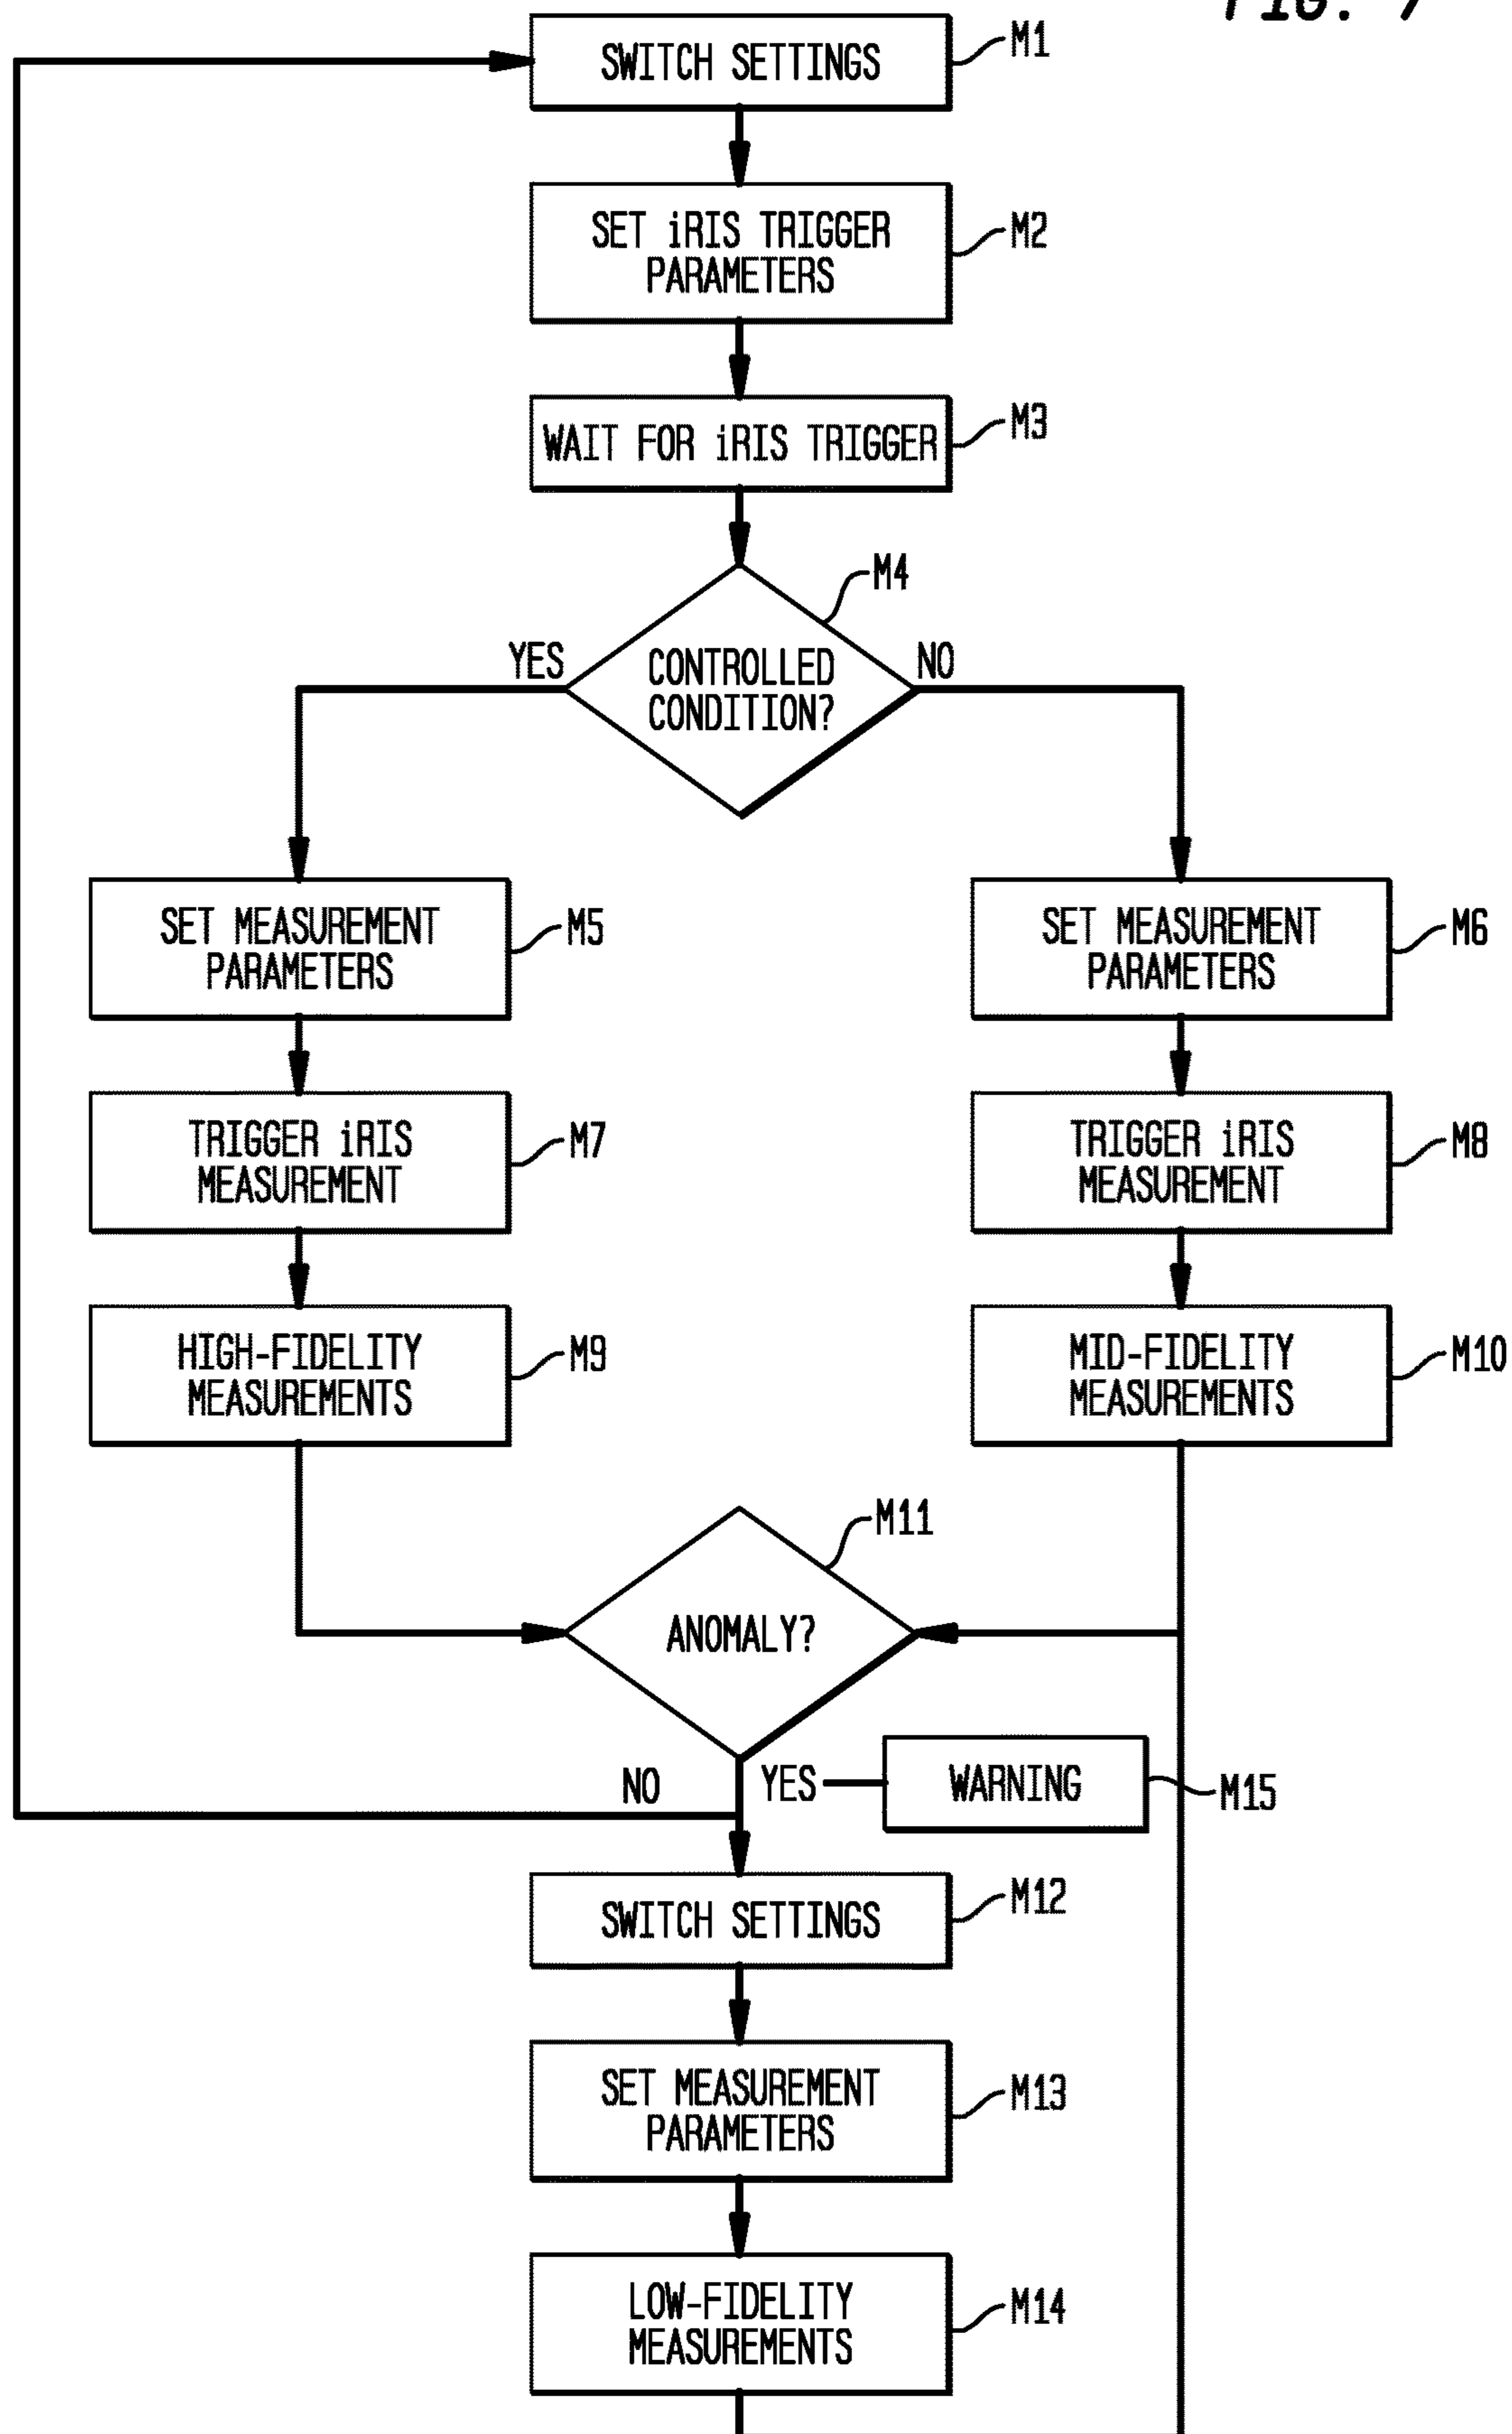 FIG. 7
SWITCH SETTINGS
M1
SET iRIS TRIGGER
PARAMETERS
M2
WAIT FOR iRIS TRIGGER
M3
M4
YES
CONTROLLED
CONDITION?
NO
SET MEASUREMENT
PARAMETERS
M5
SET MEASUREMENT
PARAMETERS
M6
TRIGGER iRIS
MEASUREMENT
M7
TRIGGER iRIS
MEASUREMENT
M8
HIGH-FIDELITY
MEASUREMENTS
M9
MID-FIDELITY
MEASUREMENTS
M10
M11
ANOMALY?
NO
YES
WARNING
M15
SWITCH SETTINGS
M12
SET MEASUREMENT
PARAMETERS
M13
LOW-FIDELITY
MEASUREMENTS
M14